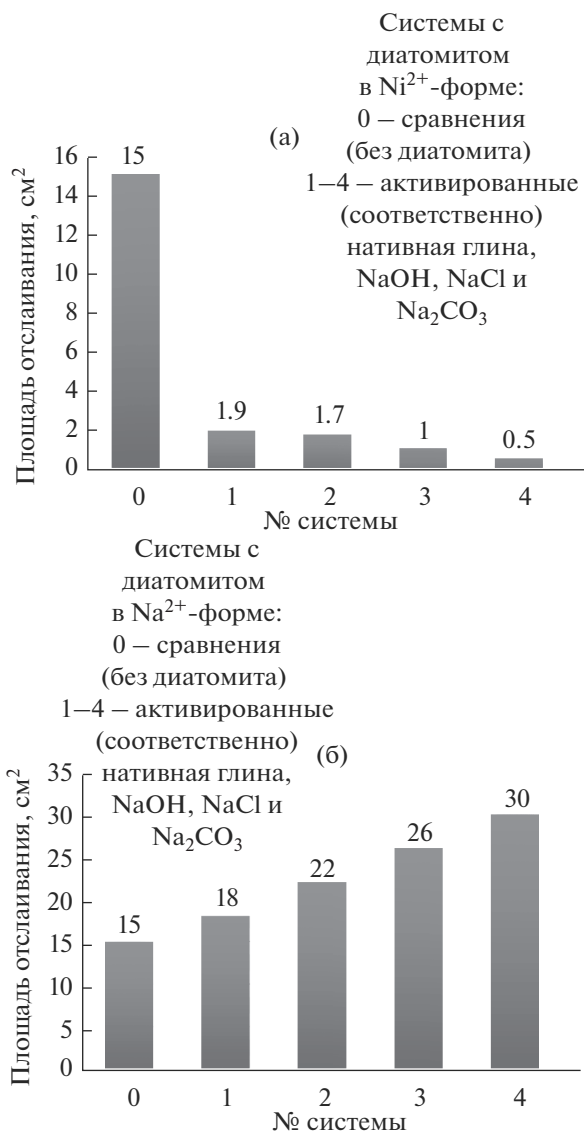 Системы с
диатомитом
в Ni²⁺-форме:
0 – сравнения
(без диатомита)
1–4 – активированные
(соответственно)
нативная глина,
NaOH, NaCl и
Na₂CO₃
(а)
Площадь отслаивания, см²
16
14
12
10
8
6
4
2
0
15
1.9
1.7
1
0.5
0 1 2 3 4
№ системы
Системы с
диатомитом
в Na²⁺-форме:
0 – сравнения
(без диатомита)
1–4 – активированные
(соответственно)
нативная глина,
NaOH, NaCl и
Na₂CO₃
(б)
Площадь отслаивания, см²
35
30
25
20
15
10
5
0
15
18
22
26
30
0 1 2 3 4
№ системы